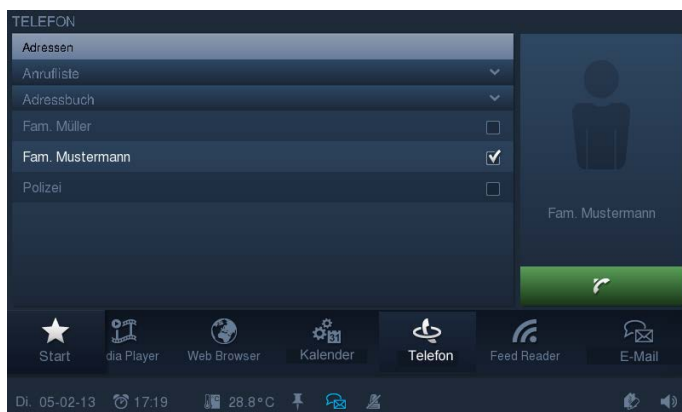 TELEFON
Adressen
Anrufliste
Adressbuch
Fam. Müller
Fam. Mustermann
Polizei
Fam. Mustermann
Start
dia Player
Web Browser
31
Kalender
Telefon
Feed Reader
E-Mail
Di. 05-02-13 17:19 28.8°C